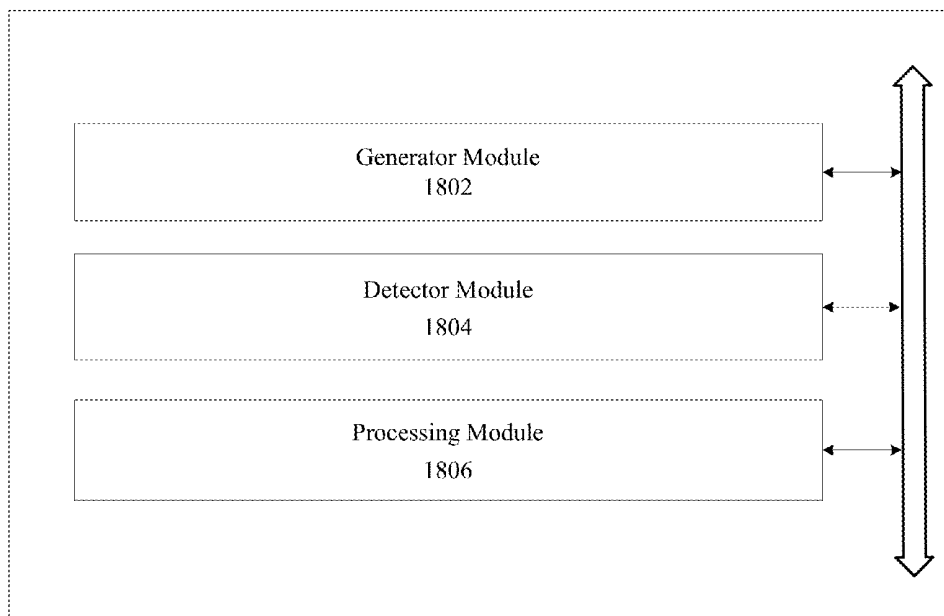 Generator Module
1802
Detector Module
1804
Processing Module
1806